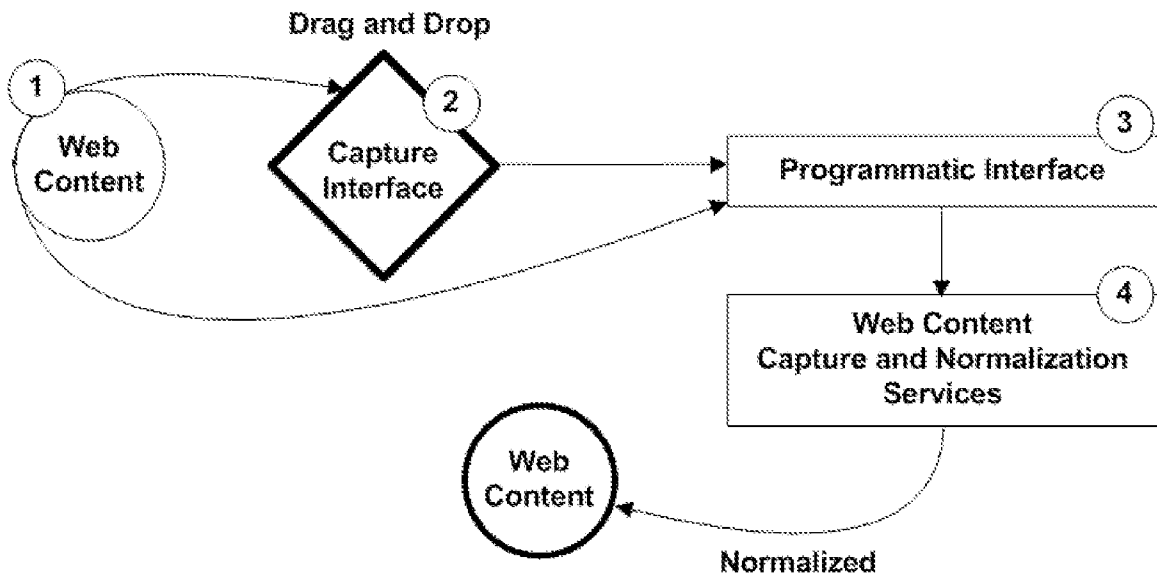 Drag and Drop
1
Web
Content
2
Capture
Interface
3
Programmatic Interface
4
Web Content
Capture and Normalization
Services
Web
Content
Normalized